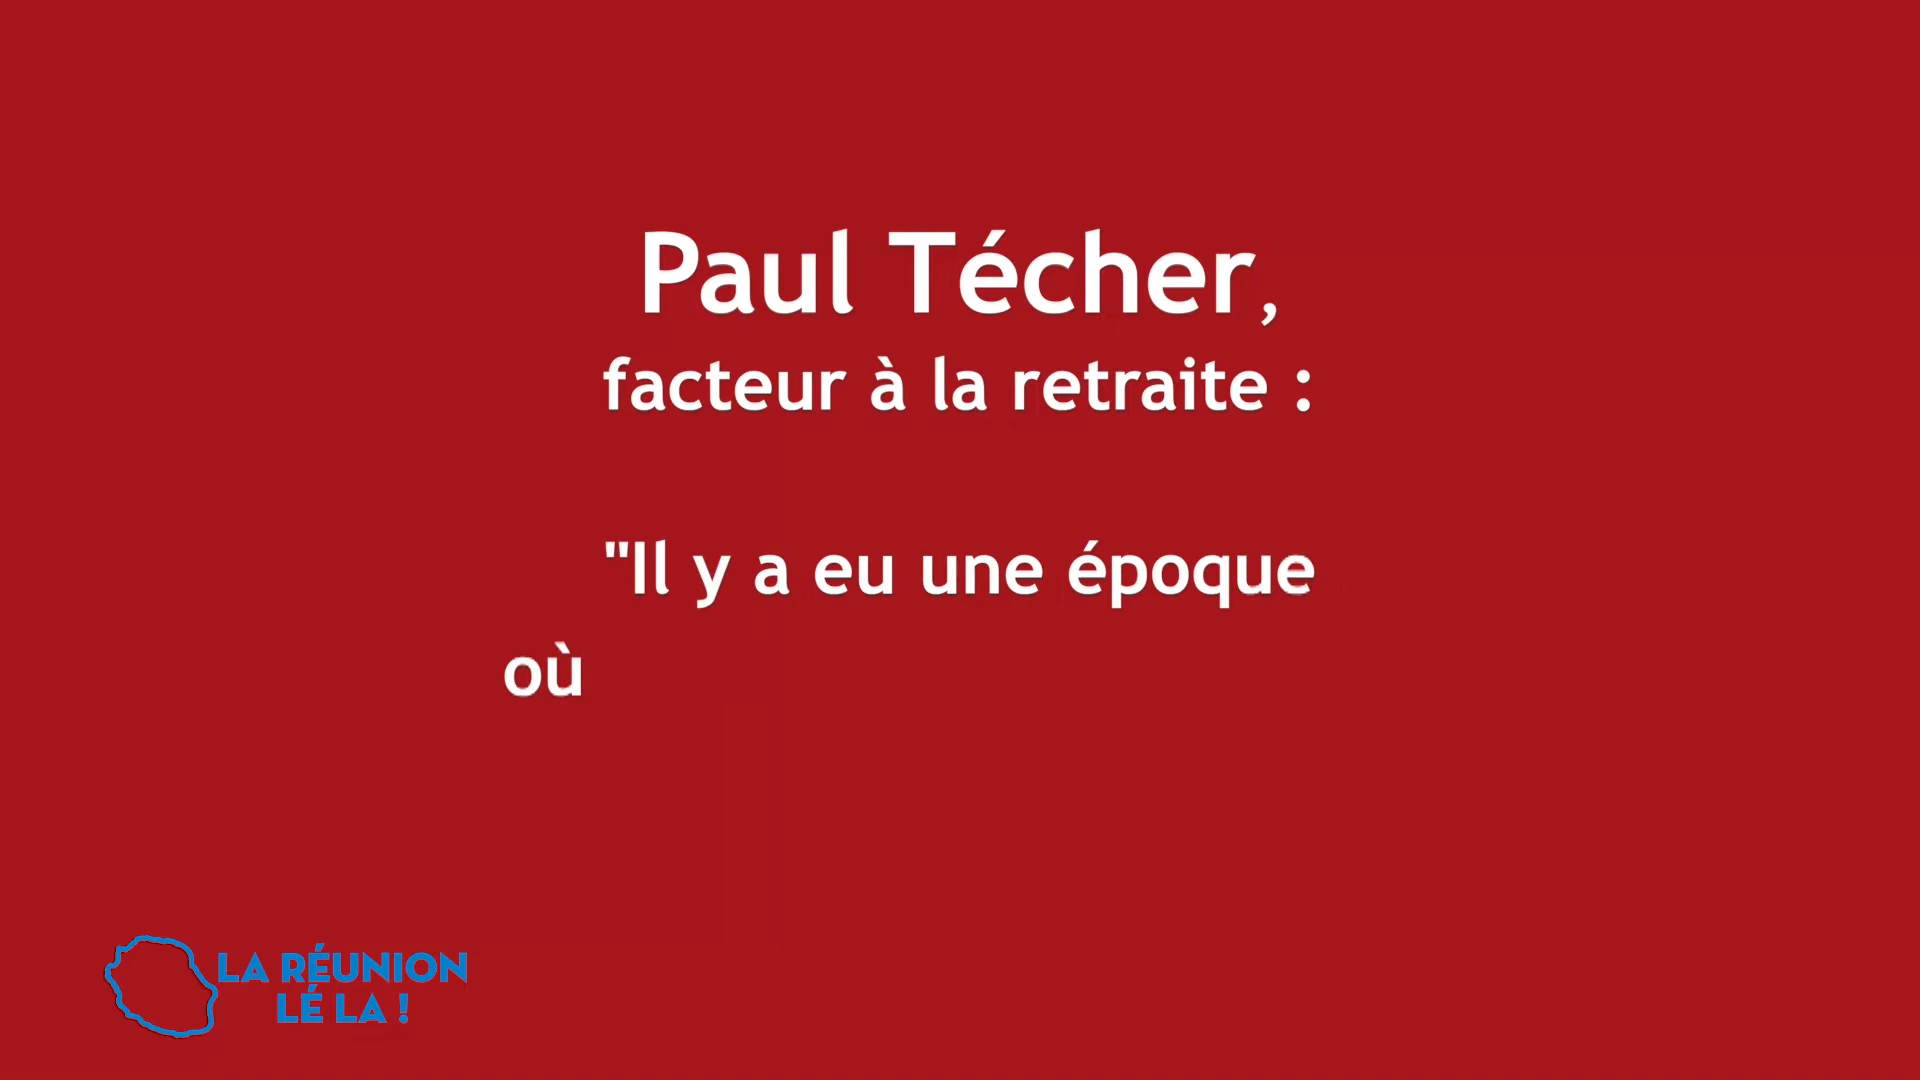 Paul Técher,
facteur à la retraite :
"Il y a eu une époque
où
LA RÉUNION
LÉ LA !